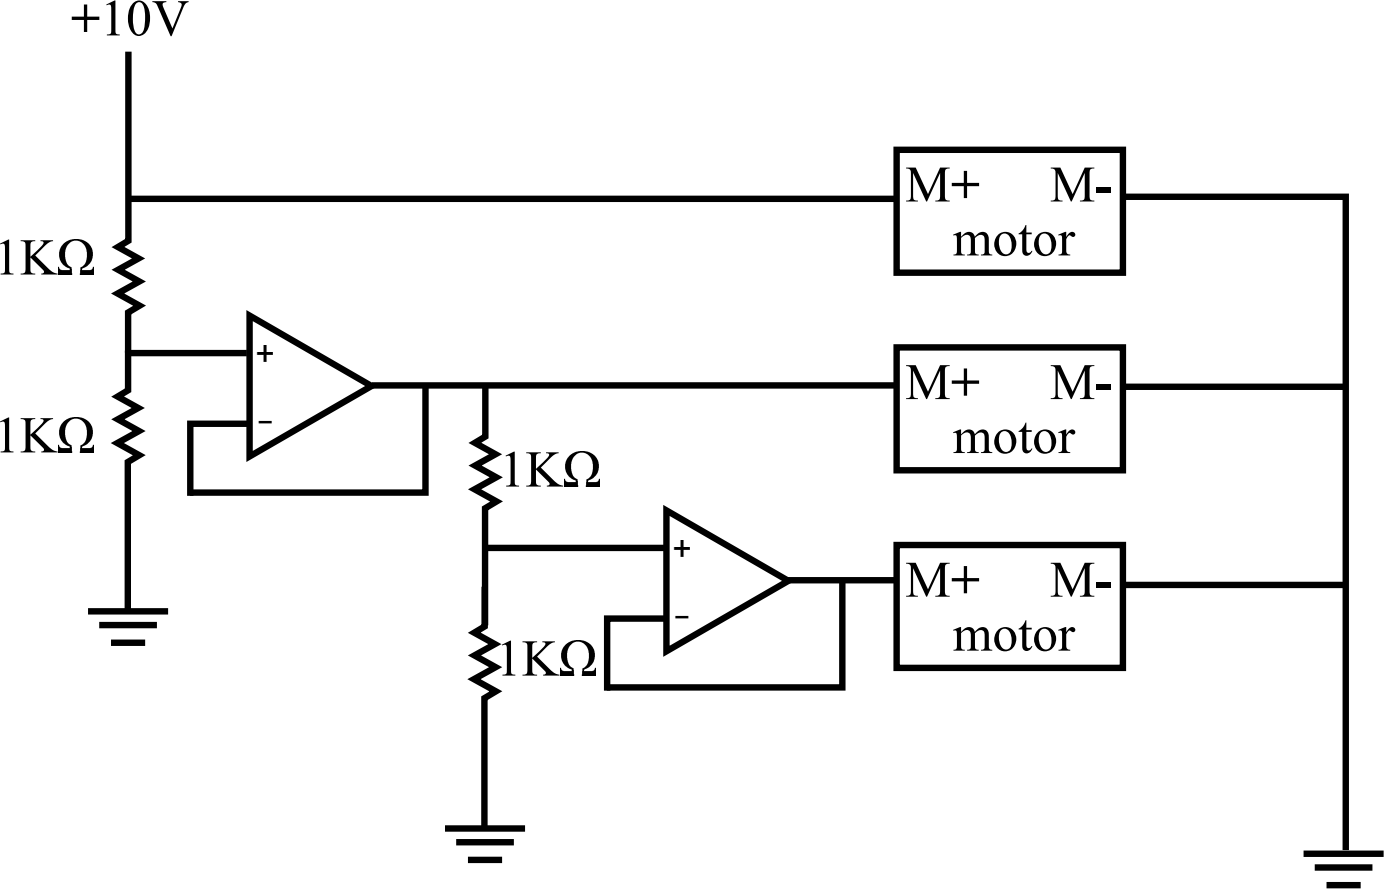 +10V
M+ M-
motor
1KΩ
+
-
1KΩ
M+ M-
motor
1KΩ
+
-
1KΩ
M+ M-
motor